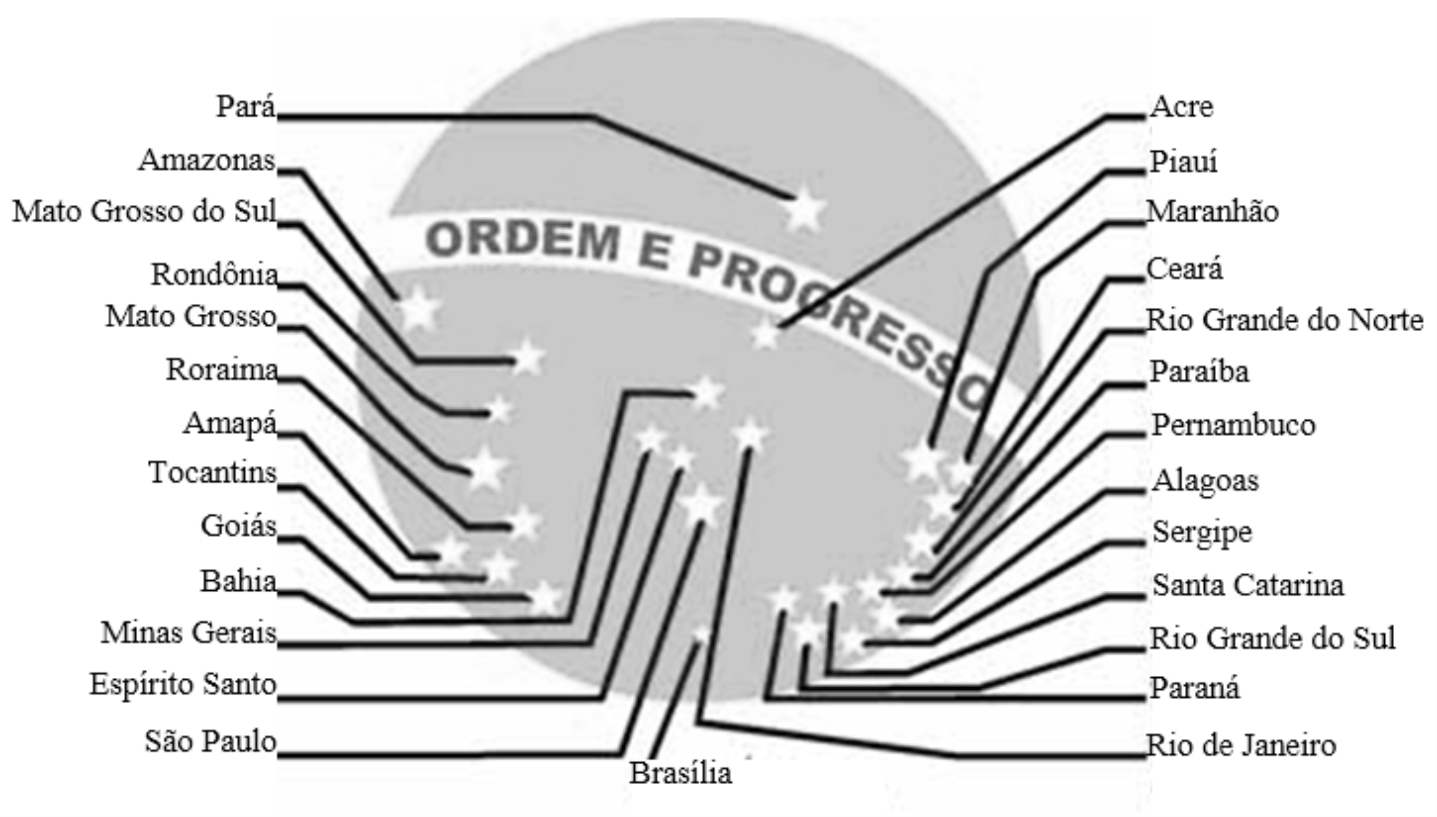 Pará
Amazonas
Mato Grosso do Sul
Rondônia
Mato Grosso
Roraima
Amapá
Tocantins
Goiás
Bahia
Minas Gerais
Espírito Santo
São Paulo
Brasília
ORDEM E PROGRESSO
Acre
Piauí
Maranhão
Ceará
Rio Grande do Norte
Paraíba
Pernambuco
Alagoas
Sergipe
Santa Catarina
Rio Grande do Sul
Paraná
Rio de Janeiro